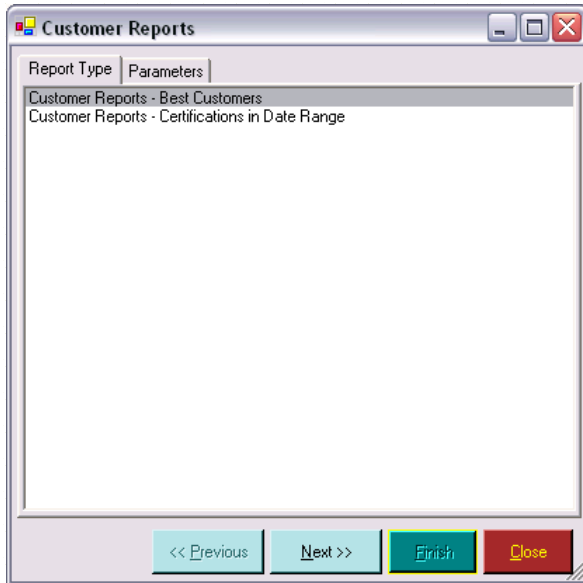 Customer Reports
Report Type Parameters
Customer Reports - Best Customers
Customer Reports - Certifications in Date Range
<< Previous Next >> Finish Close